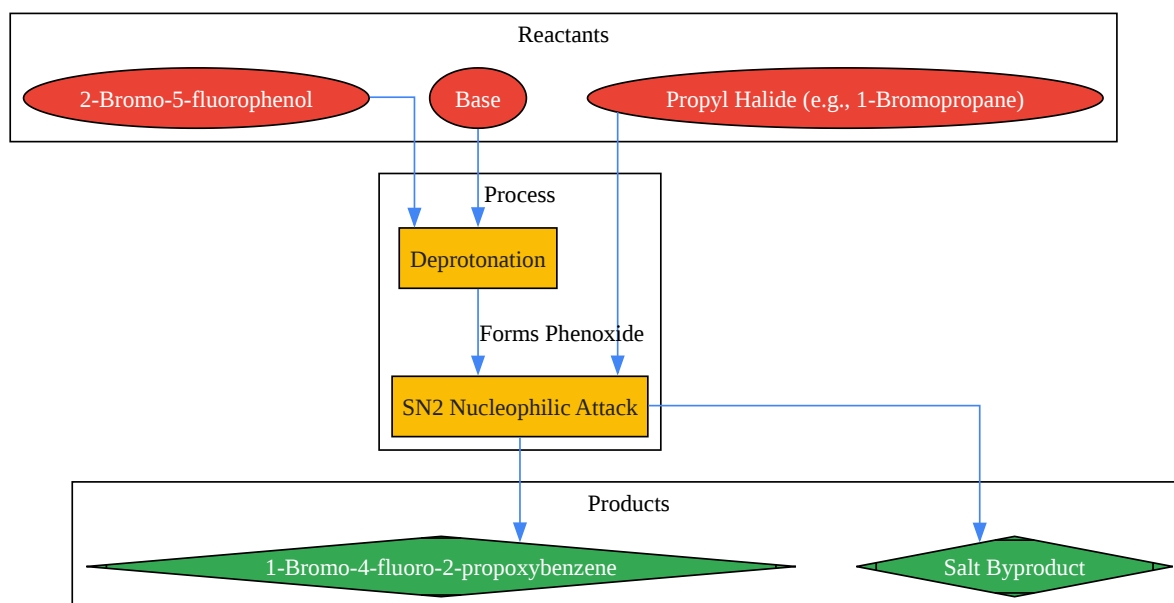 Reactants
2-Bromo-5-fluorophenol
Base
Propyl Halide (e.g., 1-Bromopropane)
Process
Deprotonation
Forms Phenoxide
SN2 Nucleophilic Attack
Products
1-Bromo-4-fluoro-2-propoxybenzene
Salt Byproduct